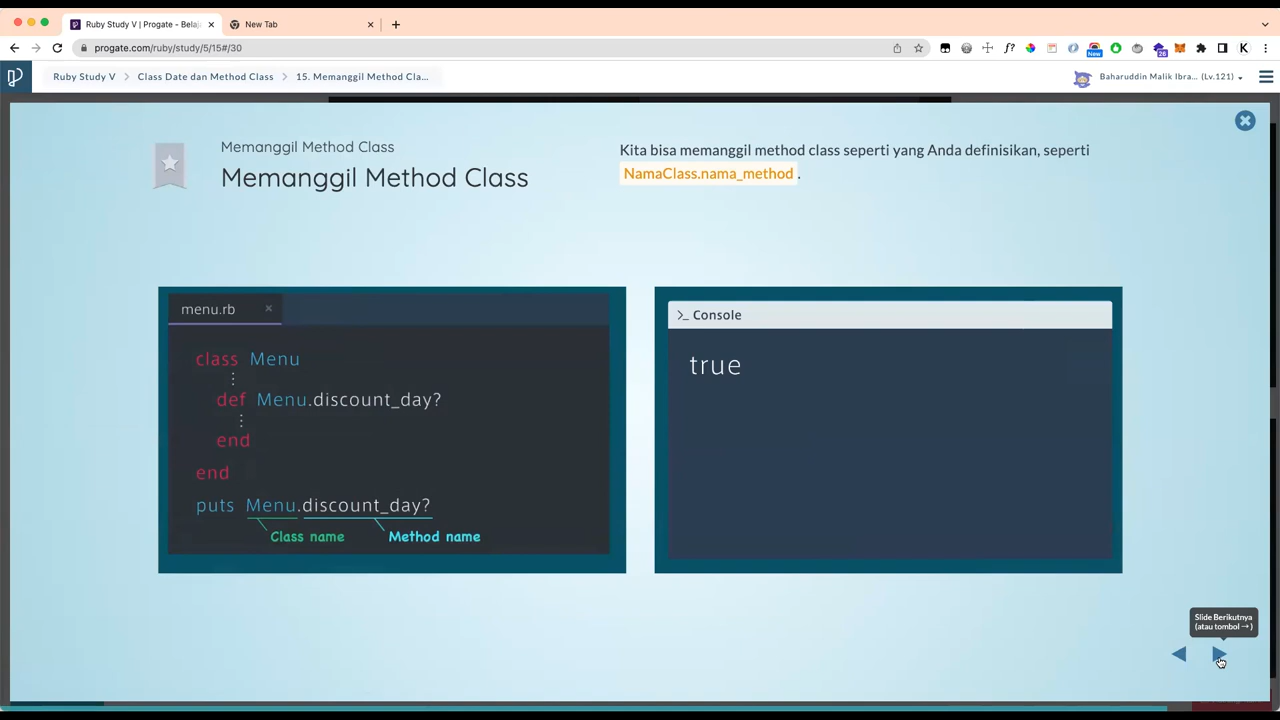 Ruby Study V | Progate - Bela
New Tab
progate.com/ruby/study/5/15#/30
New
26
K
Ruby Study V
Class Date dan Method Class
15. Memanggil Method Cla...
Baharuddin Malik Ibra... (Lv.121)
Memanggil Method Class
Memanggil Method Class
Kita bisa memanggil method class seperti yang Anda definisikan, seperti
NamaClass.nama_method .
menu.rb
class Menu
def Menu.discount_day?
end
end
puts Menu.discount_day?
Class name
Method name
>_ Console
true
Slide Berikutnya
(atau tombol → )